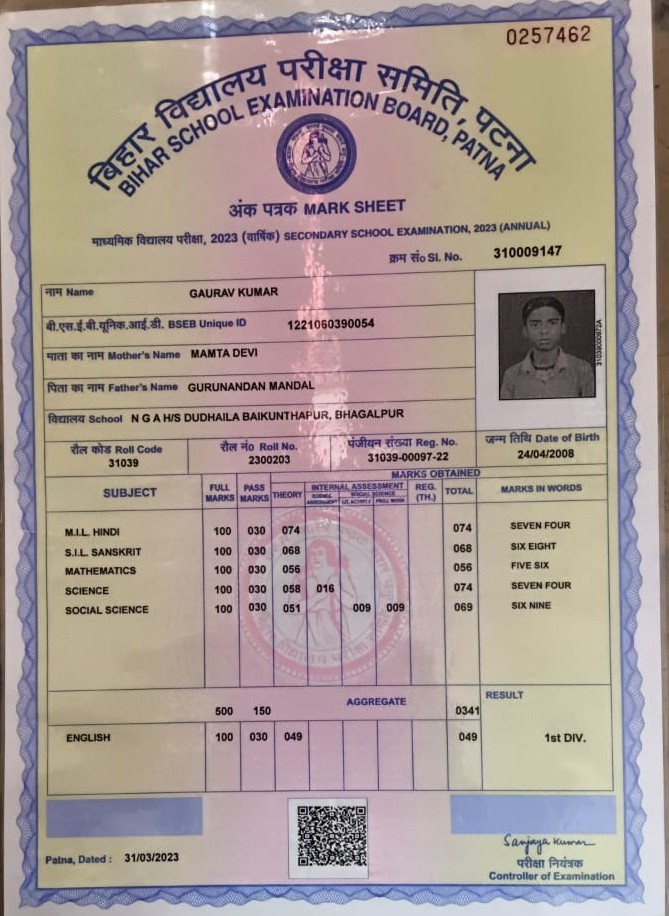 0257462
बिहार विद्यालय परीक्षा समिति, पटना
BIHAR SCHOOL EXAMINATION BOARD, PATNA
अंक पत्रक MARK SHEET
माध्यमिक विद्यालय परीक्षा, 2023 (वार्षिक) SECONDARY SCHOOL EXAMINATION, 2023 (ANNUAL)
क्रम सं० Sl. No. 310009147
नाम Name GAURAV KUMAR
बी.एस.ई.बी.यूनिक.आई.डी. BSEB Unique ID 1221060390054
माता का नाम Mother's Name MAMTA DEVI
पिता का नाम Father's Name GURUNANDAN MANDAL
विद्यालय School N G A H/S DUDHAILA BAIKUNTHAPUR, BHAGALPUR
रौल कोड Roll Code रौल नं० Roll No. पंजीयन संख्या Reg. No. जन्म तिथि Date of Birth
31039 2300203 31039-00097-22 24/04/2008
MARKS OBTAINED
SUBJECT FULL MARKS PASS MARKS THEORY INTERNAL ASSESSMENT REG. (TH.) TOTAL MARKS IN WORDS
SOCIAL SCIENCE
M.I.L. HINDI 100 030 074 074 SEVEN FOUR
S.I.L. SANSKRIT 100 030 068 068 SIX EIGHT
MATHEMATICS 100 030 056 056 FIVE SIX
SCIENCE 100 030 058 016 074 SEVEN FOUR
SOCIAL SCIENCE 100 030 051 009 009 069 SIX NINE
AGGREGATE RESULT
500 150 0341
ENGLISH 100 030 049 049 1st DIV.
Patna, Dated : 31/03/2023
Sanjaya Kumar
परीक्षा नियंत्रक
Controller of Examination